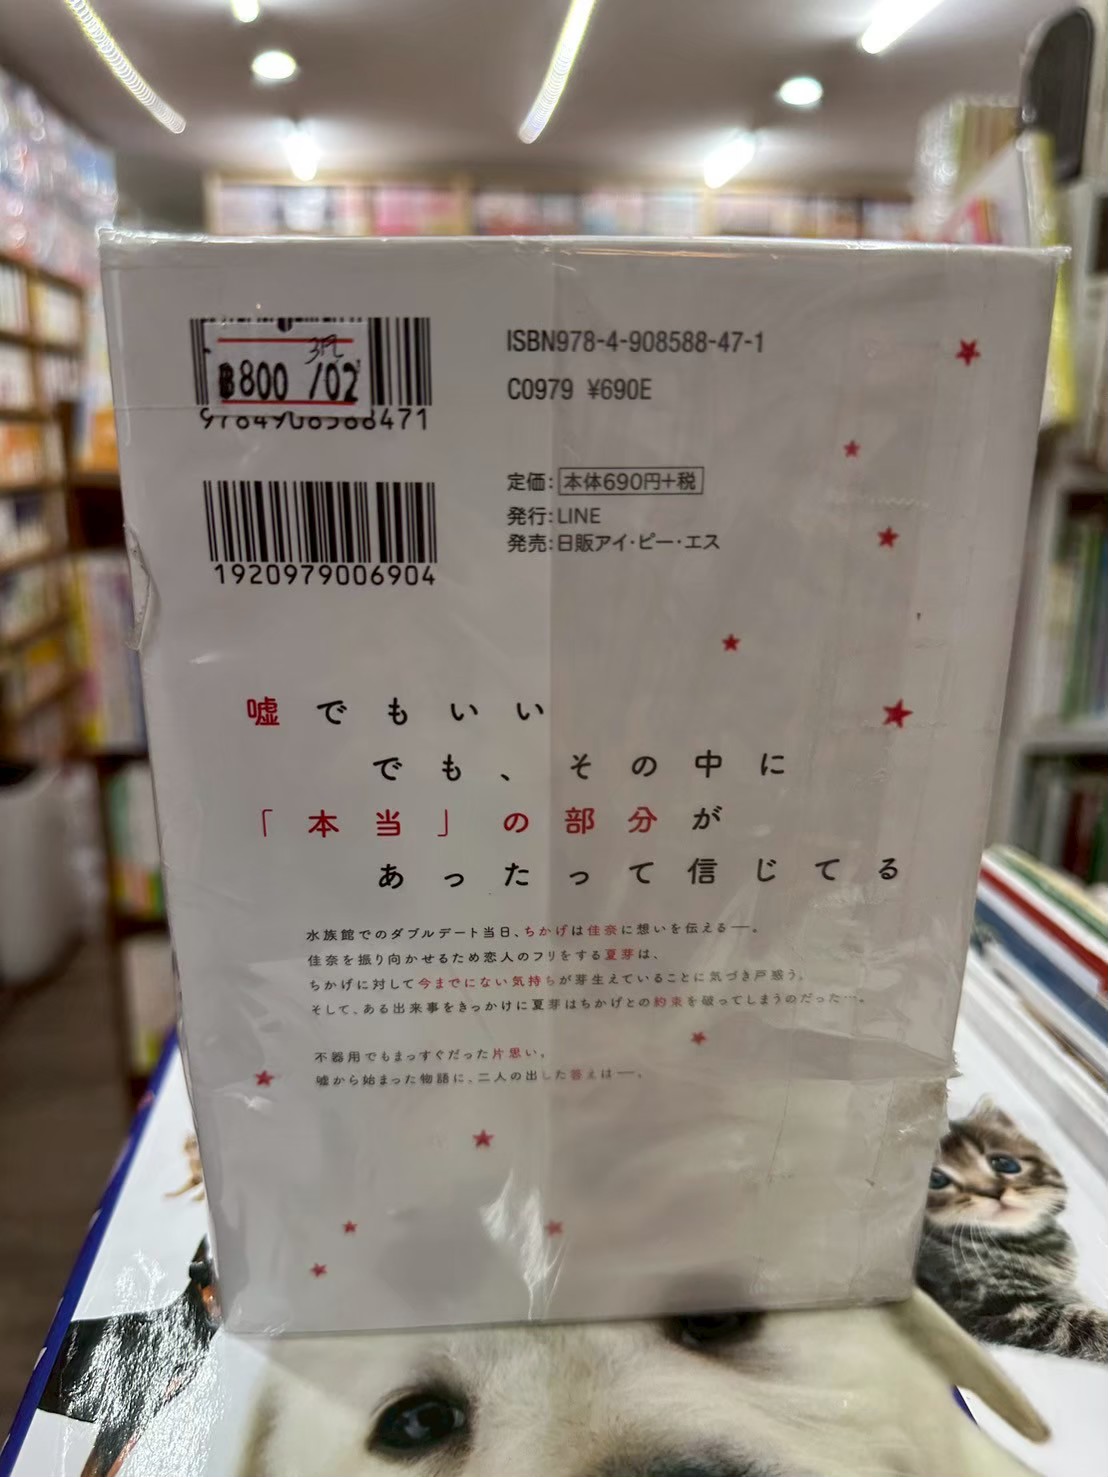 ฿800 /02
9784908588471
ISBN978-4-908588-47-1
C0979 ¥690E
1920979006904
定価：本体690円+税
発行：LINE
発売：日販アイ・ピー・エス
嘘でもいい
でも、その中に
「本当」の部分が
あったって信じてる
水族館でのダブルデート当日、ちかげは佳奈に想いを伝える―。
佳奈を振り向かせるため恋人のフリをする夏芽は、
ちかげに対して今までにない気持ちが芽生えていることに気づき戸惑う。
そして、ある出来事をきっかけに夏芽はちかげとの約束を破ってしまうのだった…。
不器用でもまっすぐだった片思い。
嘘から始まった物語に、二人の出した答えは―。